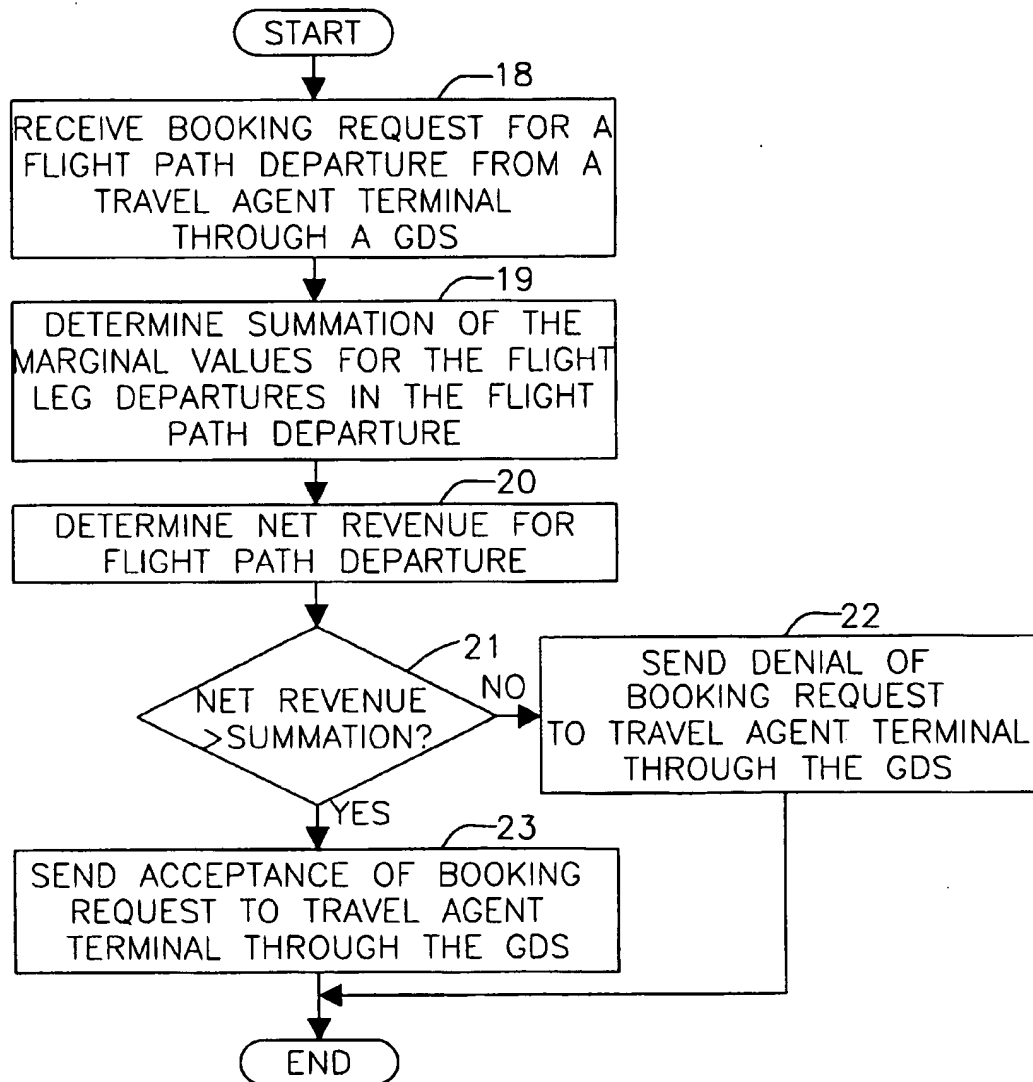 START
18
RECEIVE BOOKING REQUEST FOR A
FLIGHT PATH DEPARTURE FROM A
TRAVEL AGENT TERMINAL
THROUGH A GDS
19
DETERMINE SUMMATION OF THE
MARGINAL VALUES FOR THE FLIGHT
LEG DEPARTURES IN THE FLIGHT
PATH DEPARTURE
20
DETERMINE NET REVENUE FOR
FLIGHT PATH DEPARTURE
21
NET REVENUE
>SUMMATION?
NO
22
SEND DENIAL OF
BOOKING REQUEST
TO TRAVEL AGENT TERMINAL
THROUGH THE GDS
YES
23
SEND ACCEPTANCE OF BOOKING
REQUEST TO TRAVEL AGENT
TERMINAL THROUGH THE GDS
END